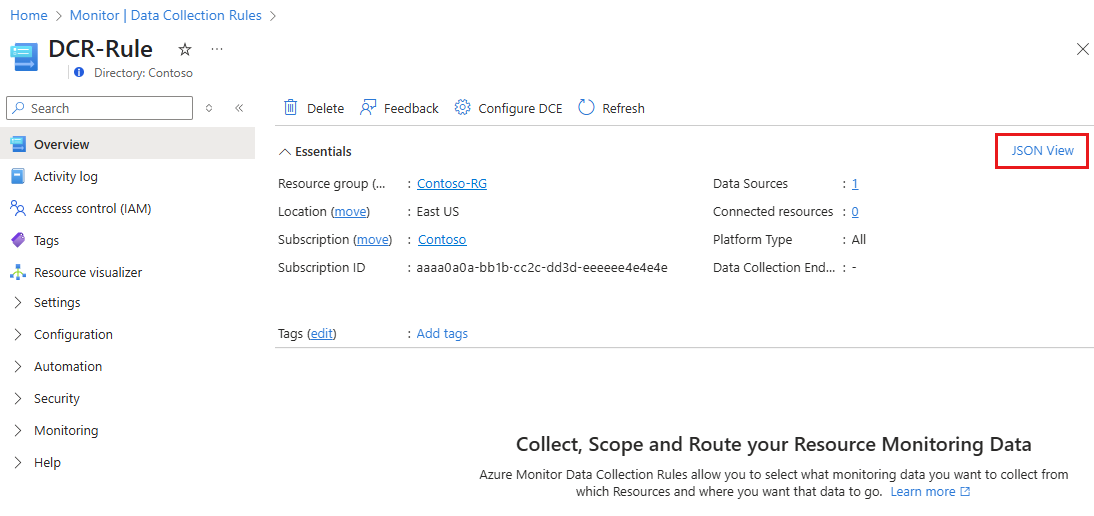 Home > Monitor | Data Collection Rules >
DCR-Rule
Directory: Contoso
Search
Overview
Activity log
Access control (IAM)
Tags
Resource visualizer
Settings
Configuration
Automation
Security
Monitoring
Help
Delete Feedback Configure DCE Refresh
Essentials
JSON View
Resource group (... : Contoso-RG
Location (move) : East US
Subscription (move) : Contoso
Subscription ID : aaaa0a0a-bb1b-cc2c-dd3d-eeeeee4e4e4e
Data Sources : 1
Connected resources : 0
Platform Type : All
Data Collection End... : -
Tags (edit) : Add tags
Collect, Scope and Route your Resource Monitoring Data
Azure Monitor Data Collection Rules allow you to select what monitoring data you want to collect from
which Resources and where you want that data to go. Learn more